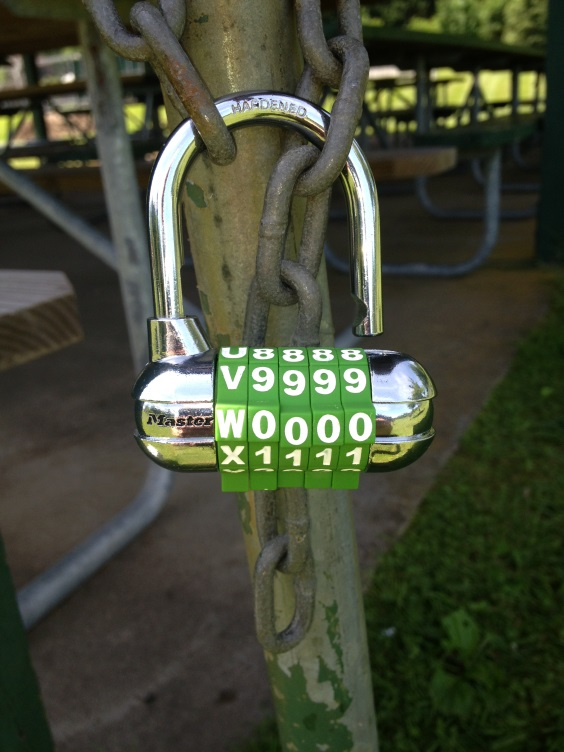 HARDENED
U8888
V9999
Master
W0000
X1111